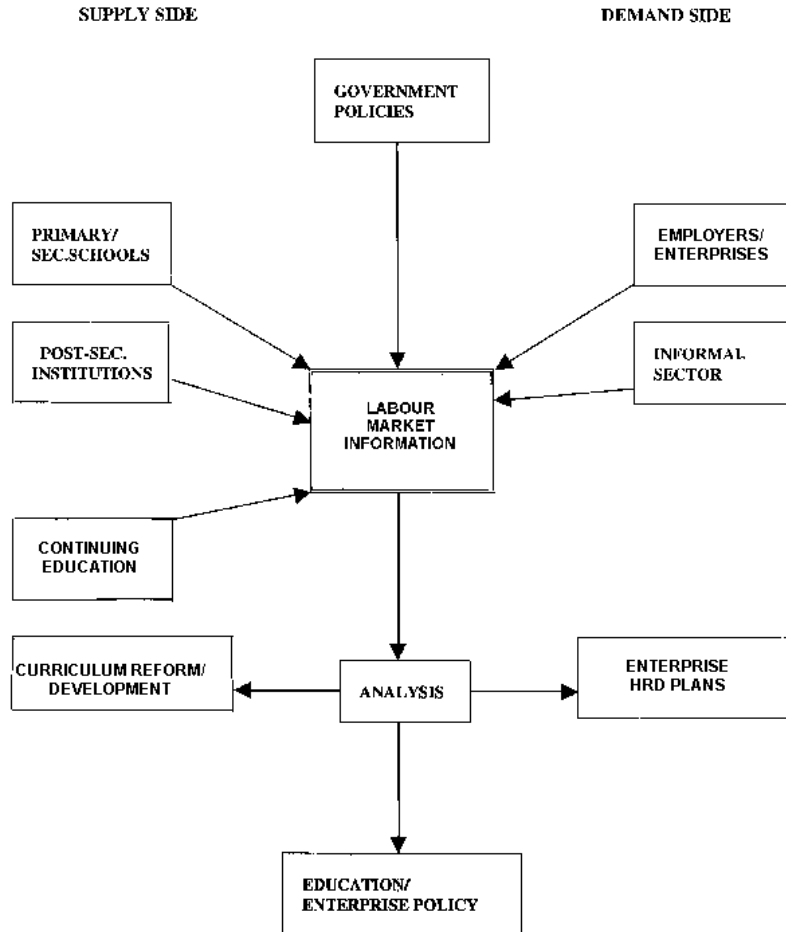 SUPPLY SIDE
DEMAND SIDE
GOVERNMENT
POLICIES
PRIMARY/
SEC.SCHOOLS
EMPLOYERS/
ENTERPRISES
POST-SEC.
INSTITUTIONS
INFORMAL
SECTOR
LABOUR
MARKET
INFORMATION
CONTINUING
EDUCATION
CURRICULUM REFORM/
DEVELOPMENT
ANALYSIS
ENTERPRISE
HRD PLANS
EDUCATION/
ENTERPRISE POLICY